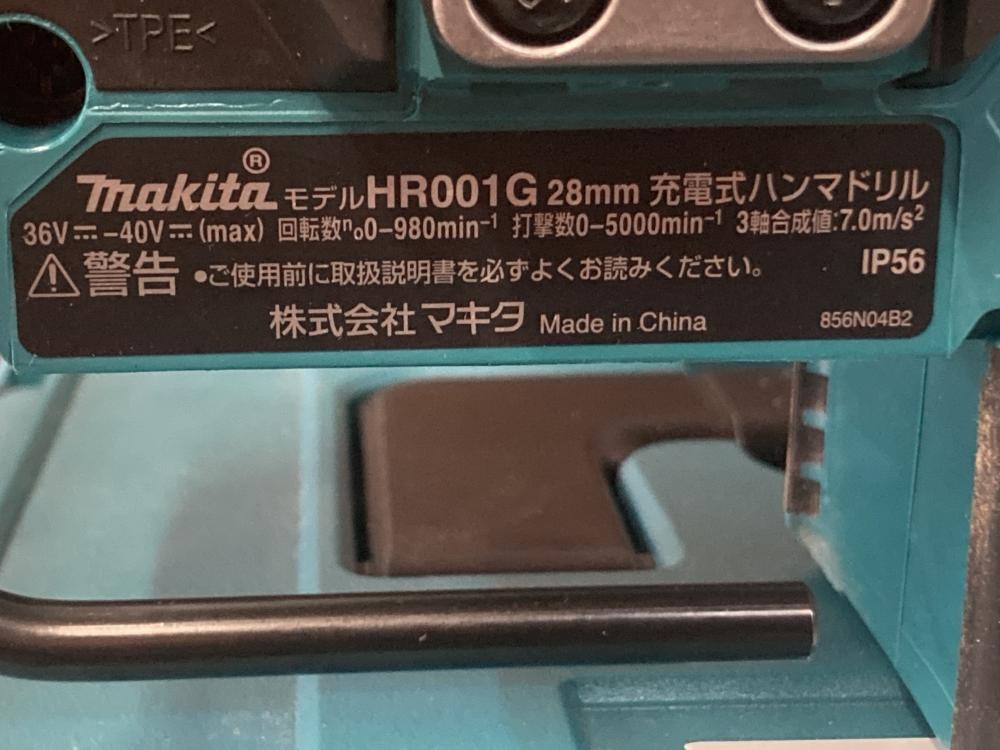 >TPE<
makita® モデルHR001G 28mm 充電式ハンマドリル
36V⎓-40V⎓(max) 回転数n₀0-980min⁻¹ 打撃数0-5000min⁻¹ 3軸合成値:7.0m/s²
⚠警告 •ご使用前に取扱説明書を必ずよくお読みください。 IP56
株式会社マキタ Made in China 856N04B2